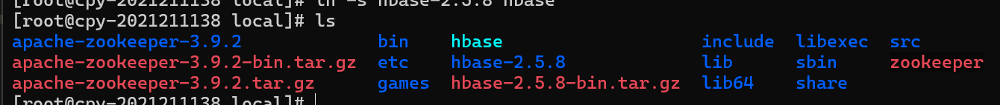 [root@cpy-2021211138 local]# ln -s hbase-2.5.8 hbase
[root@cpy-2021211138 local]# ls
apache-zookeeper-3.9.2 bin hbase include libexec src
apache-zookeeper-3.9.2-bin.tar.gz etc hbase-2.5.8 lib sbin zookeeper
apache-zookeeper-3.9.2.tar.gz games hbase-2.5.8-bin.tar.gz lib64 share
[root@cpy-2021211138 local]#